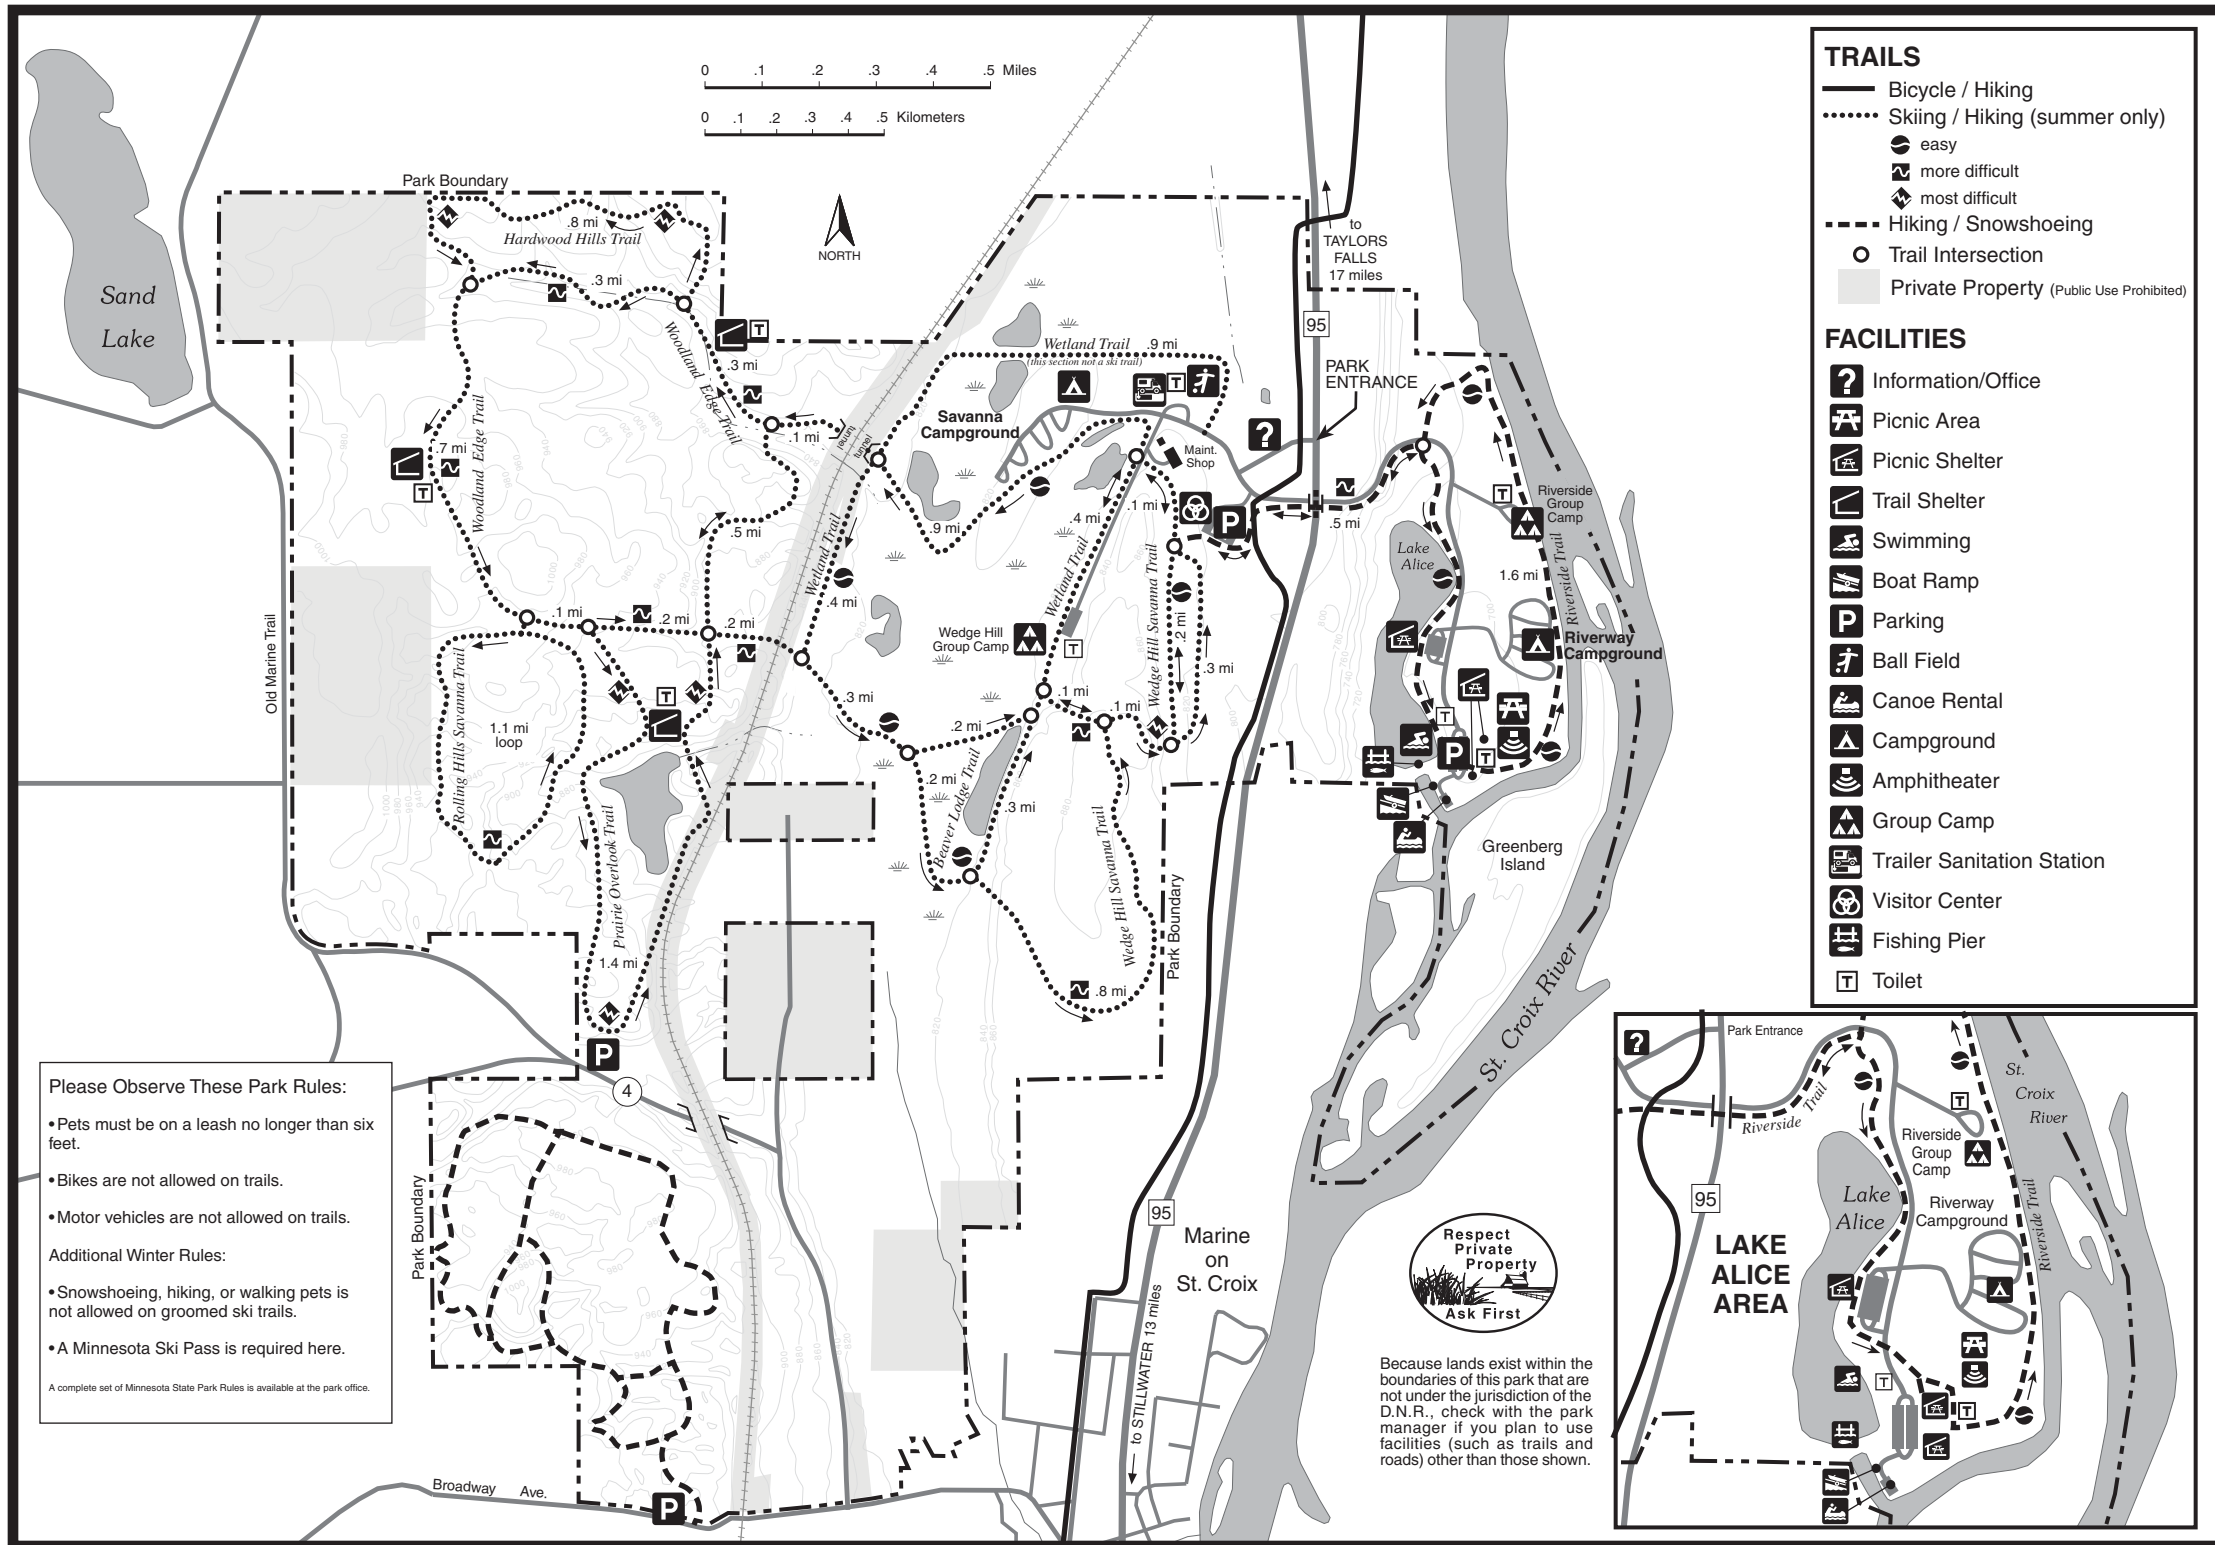 0 .1 .2 .3 .4 .5 Miles
0 .1 .2 .3 .4 .5 Kilometers
NORTH
Park Boundary
.8 mi
Hardwood Hills Trail
.3 mi
Sand
Lake
Woodland Edge Trail
T
.3 mi
.1 mi
tunnel
tunnel
Wetland Trail .9 mi
(this section not a ski trail)
T
Savanna
Campground
Maint.
Shop
?
to
TAYLORS
FALLS
17 miles
95
PARK
ENTRANCE
Woodland Edge Trail
.7 mi
T
.5 mi
.9 mi
.4 mi
.1 mi
P
.5 mi
Wetland Trail
.4 mi
Wetland Trail
Wedge Hill Savanna Trail
.2 mi
.3 mi
Wedge Hill
Group Camp
T
Lake
Alice
T
Riverside
Group
Camp
Riverside Trail
1.6 mi
Riverway
Campground
T
P
T
Greenberg
Island
St. Croix River
Old Marine Trail
.1 mi
.2 mi
.2 mi
T
Rolling Hills Savanna Trail
1.1 mi
loop
.3 mi
.2 mi
.1 mi
.1 mi
.2 mi
Beaver Lodge Trail
.3 mi
Wedge Hill Savanna Trail
.8 mi
Park Boundary
Prairie Overlook Trail
1.4 mi
P
4
Park Boundary
Broadway Ave.
P
95
Marine
on
St. Croix
to STILLWATER 13 miles
Please Observe These Park Rules:
•Pets must be on a leash no longer than six
feet.
•Bikes are not allowed on trails.
•Motor vehicles are not allowed on trails.
Additional Winter Rules:
•Snowshoeing, hiking, or walking pets is
not allowed on groomed ski trails.
•A Minnesota Ski Pass is required here.
A complete set of Minnesota State Park Rules is available at the park office.
Respect
Private
Property
Ask First
Because lands exist within the
boundaries of this park that are
not under the jurisdiction of the
D.N.R., check with the park
manager if you plan to use
facilities (such as trails and
roads) other than those shown.
TRAILS
Bicycle / Hiking
Skiing / Hiking (summer only)
easy
more difficult
most difficult
Hiking / Snowshoeing
Trail Intersection
Private Property (Public Use Prohibited)
FACILITIES
? Information/Office
Picnic Area
Picnic Shelter
Trail Shelter
Swimming
Boat Ramp
P Parking
Ball Field
Canoe Rental
Campground
Amphitheater
Group Camp
Trailer Sanitation Station
Visitor Center
Fishing Pier
T Toilet
?
Park Entrance
Riverside Trail
St.
Croix
River
T
Riverside
Group
Camp
Lake
Alice
Riverway
Campground
Riverside Trail
95
LAKE
ALICE
AREA
T
T